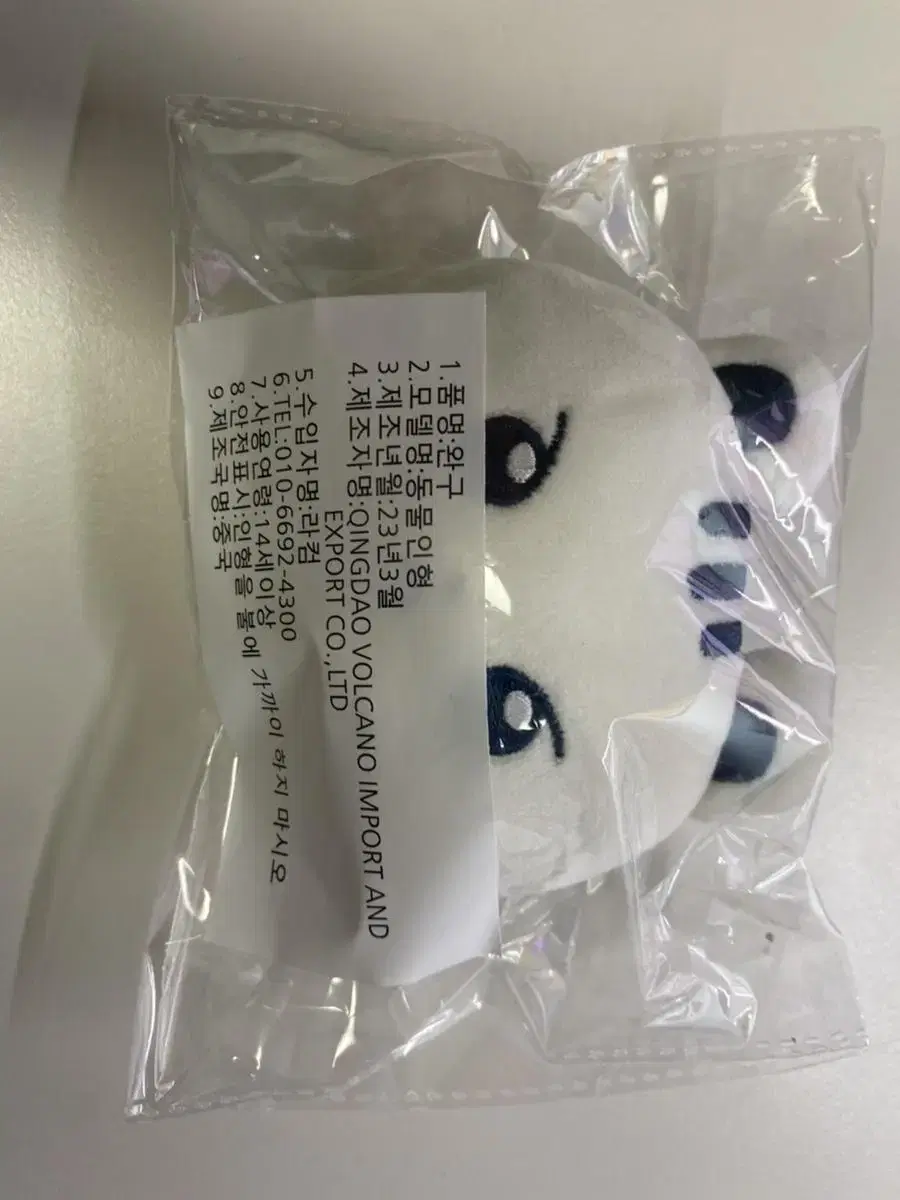 1.품명:완구
2.모델명:동물인형
3.제조년월:23년3월
4.제조자명:QINGDAO VOLCANO IMPORT AND
EXPORT CO.,LTD
5.수입자명:라컴
6.TEL:010-6692-4300
7.사용연령:14세이상
8.안전표시:인형을 불에 가까이 하지 마시오
9.제조국명:중국